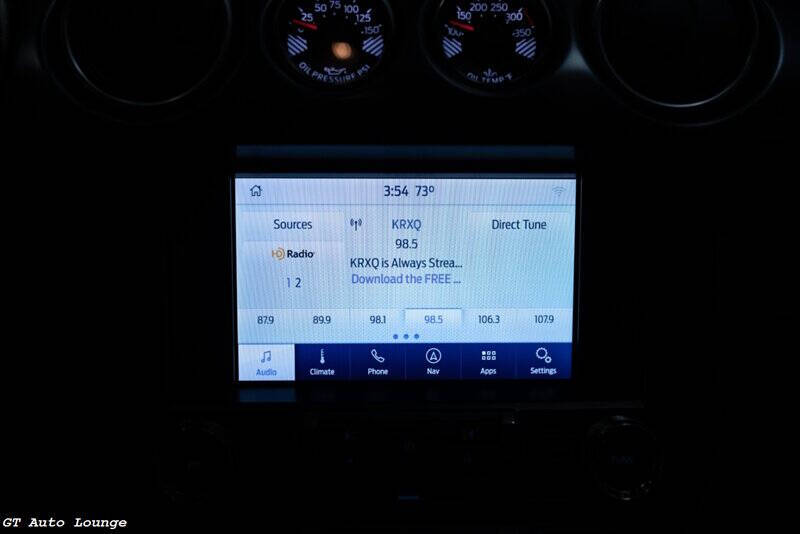 25 50 75 100 125 150
OIL PRESSURE PSI
100 150 200 250 300 350
OIL TEMP °F
3:54 73°
Sources
KRXQ
Direct Tune
98.5
HD Radio
KRXQ is Always Strea...
Download the FREE ...
1 2
87.9 89.9 98.1 98.5 106.3 107.9
Audio Climate Phone Nav Apps Settings
GT Auto Lounge